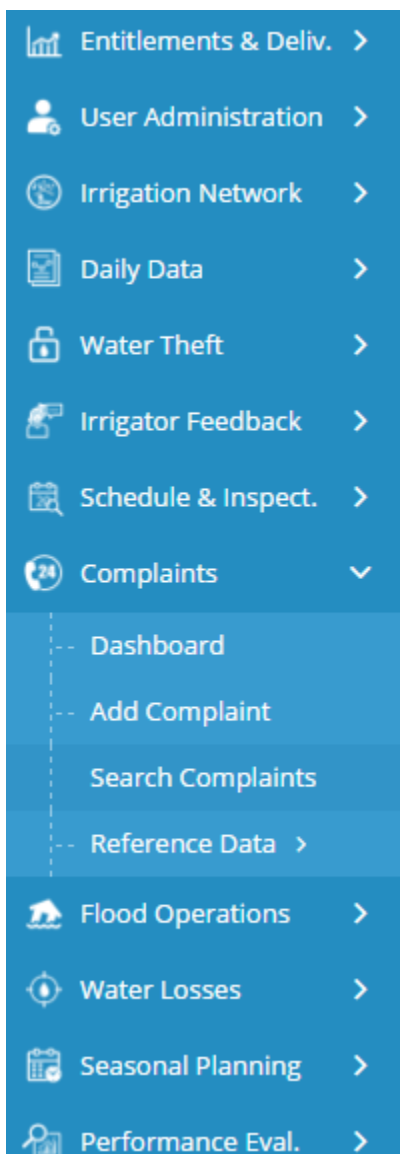 Entitlements & Deliv.
User Administration
Irrigation Network
Daily Data
Water Theft
Irrigator Feedback
Schedule & Inspect.
24 Complaints
Dashboard
Add Complaint
Search Complaints
Reference Data
Flood Operations
Water Losses
Seasonal Planning
Performance Eval.